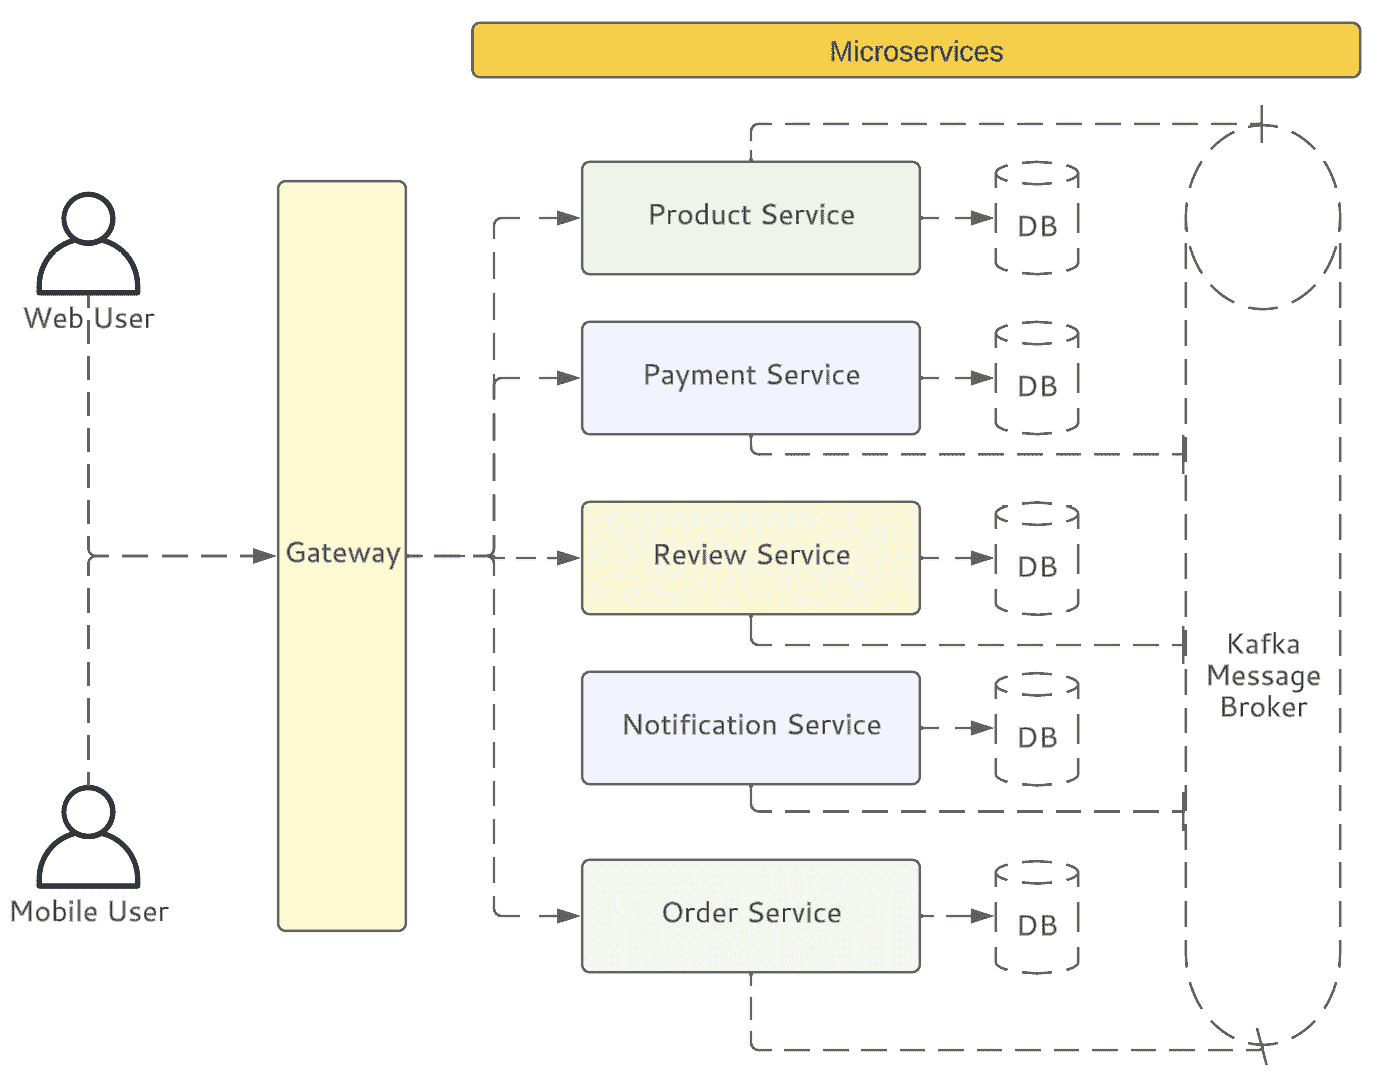 Microservices
Web User
Mobile User
Gateway
Product Service
DB
Payment Service
DB
Review Service
DB
Notification Service
DB
Order Service
DB
Kafka
Message
Broker